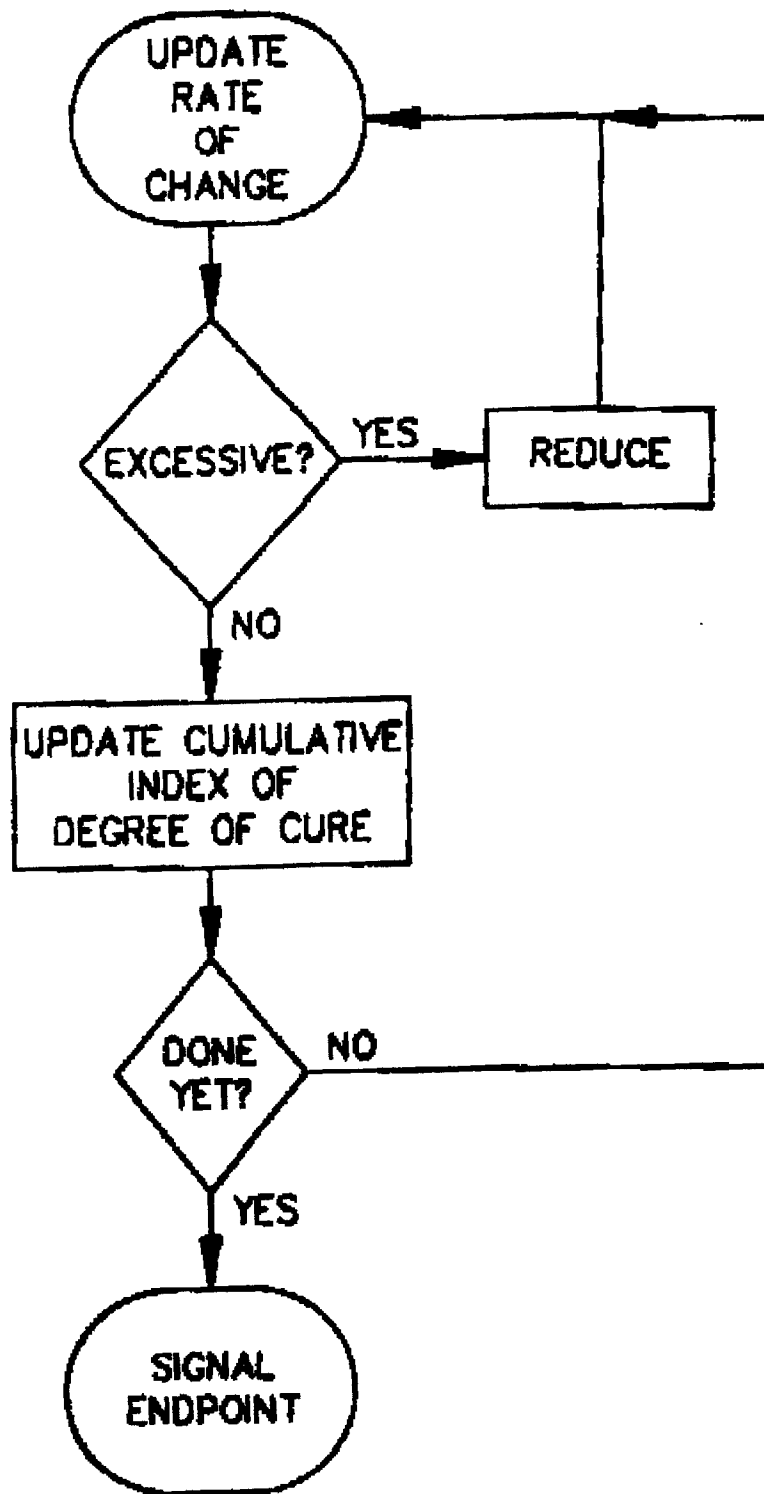 UPDATE
RATE
OF
CHANGE
EXCESSIVE?
YES
REDUCE
NO
UPDATE CUMULATIVE
INDEX OF
DEGREE OF CURE
DONE
YET?
NO
YES
SIGNAL
ENDPOINT